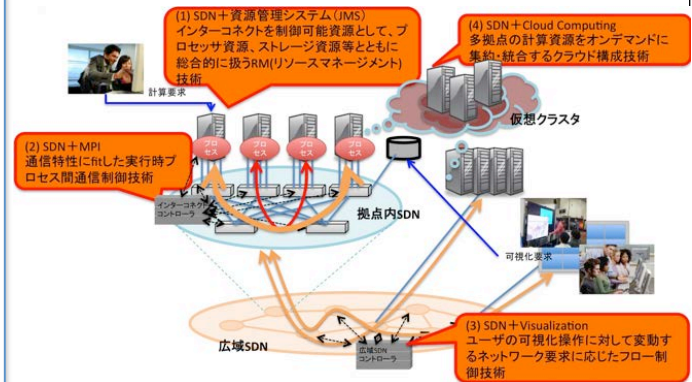 (1) SDN＋資源管理システム(JMS)
インターコネクトを制御可能資源として、プ
ロセッサ資源、ストレージ資源等とともに
総合的に扱うRM(リソースマネージメント)
技術
(4) SDN＋Cloud Computing
多拠点の計算資源をオンデマンドに
集約・統合するクラウド構成技術
計算要求
仮想クラスタ
プロ
セス
プロ
セス
プロ
セス
プロ
セス
(2) SDN＋MPI
通信特性にfitした実行時プ
ロセス間通信制御技術
インターコネクト
コントローラ
拠点内SDN
可視化要求
広域SDN
広域SDN
コントローラ
(3) SDN＋Visualization
ユーザの可視化操作に対して変動す
るネットワーク要求に応じたフロー制
御技術